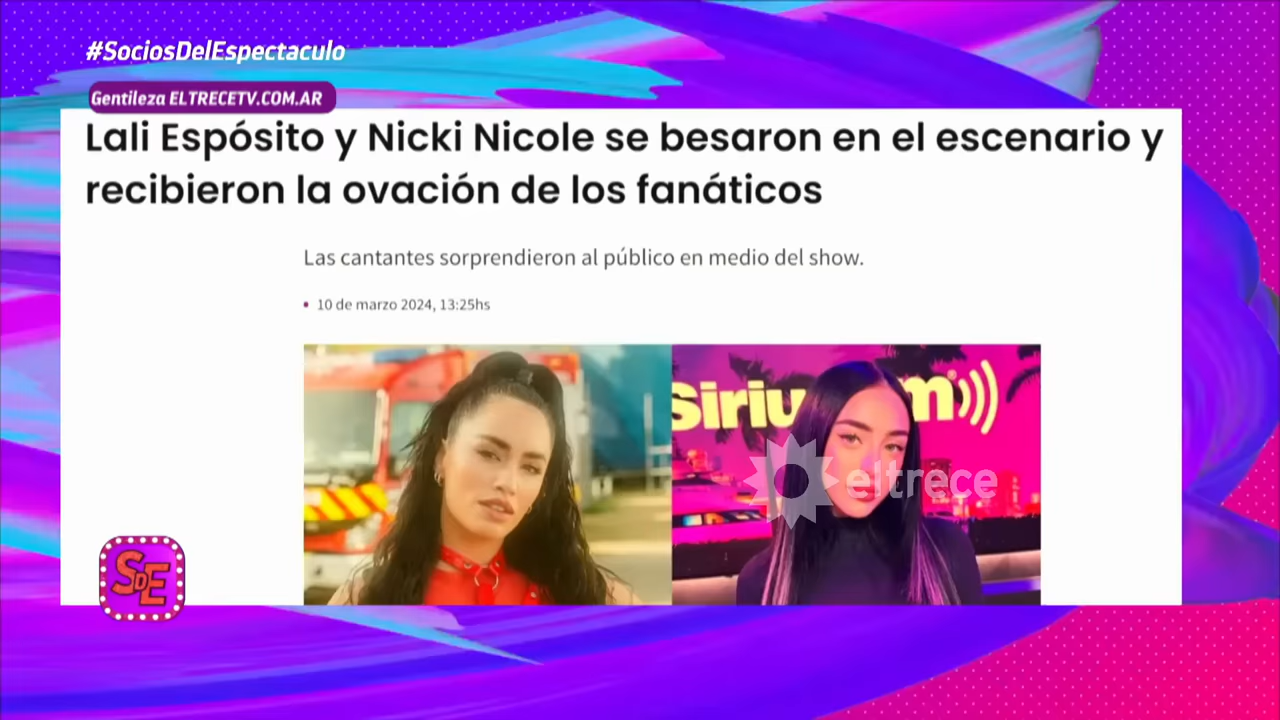 #SociosDelEspectaculo
Gentileza ELTRECETV.COM.AR
Lali Espósito y Nicki Nicole se besaron en el escenario y
recibieron la ovación de los fanáticos
Las cantantes sorprendieron al público en medio del show.
• 10 de marzo 2024, 13:25hs
Siriu m
eltrece
SDE